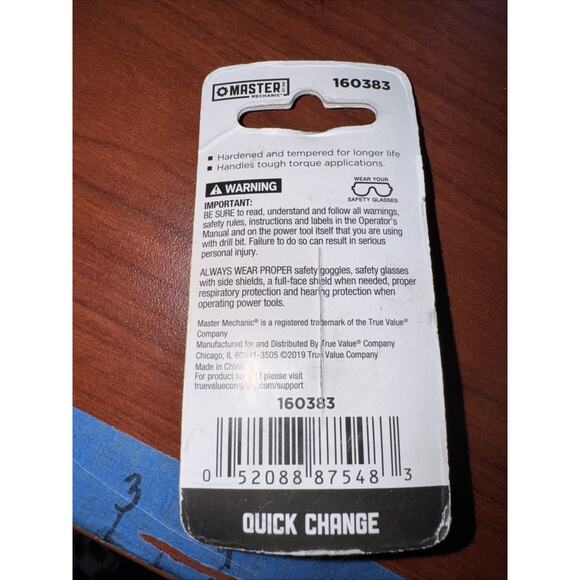 MASTER
MECHANIC®
160383
Hardened and tempered for longer life.
Handles tough torque applications.
WARNING
WEAR YOUR
SAFETY GLASSES
IMPORTANT:
BE SURE to read, understand and follow all warnings,
safety rules, instructions and labels in the Operator's
Manual and on the power tool itself that you are using
with drill bit. Failure to do so can result in serious
personal injury.
ALWAYS WEAR PROPER safety goggles, safety glasses
with side shields, a full-face shield when needed, proper
respiratory protection and hearing protection when
operating power tools.
Master Mechanic® is a registered trademark of the True Value®
Company
Manufactured for and Distributed By True Value® Company
Chicago, IL 60631-3505 ©2019 True Value Company
Made in China
For product support please visit
truevaluecompany.com/support
160383
0 52088 87548 3
QUICK CHANGE
3